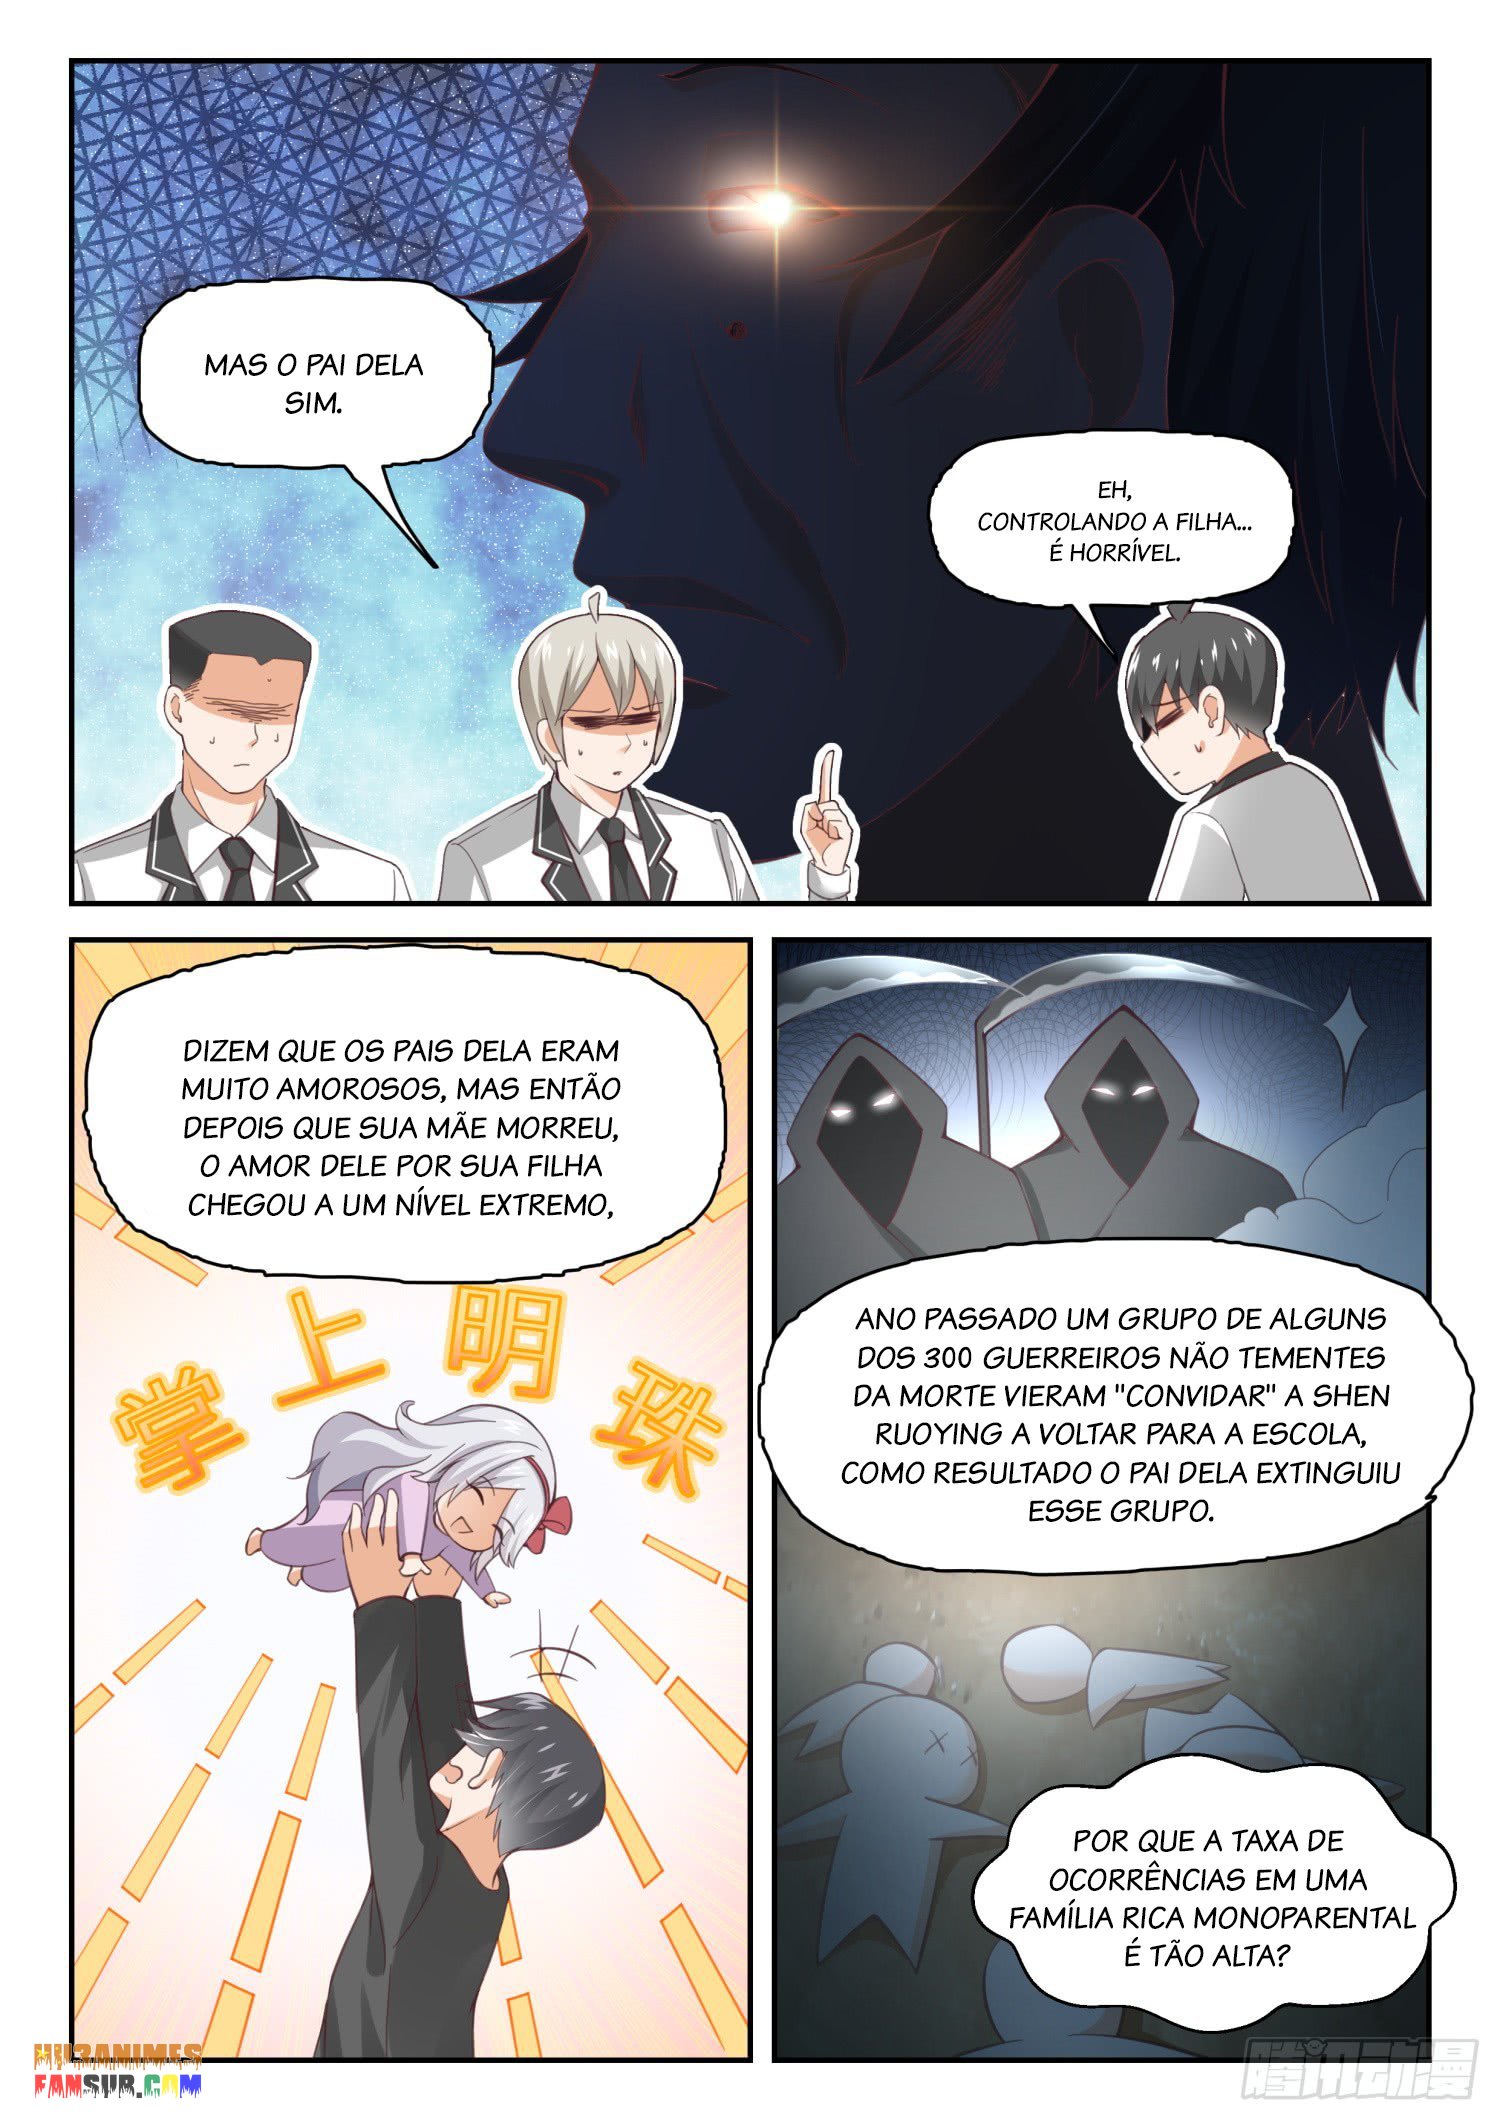 MAS O PAI DELA
SIM.
EH,
CONTROLANDO A FILHA...
É HORRÍVEL.
DIZEM QUE OS PAIS DELA ERAM
MUITO AMOROSOS, MAS ENTÃO
DEPOIS QUE SUA MÃE MORREU,
O AMOR DELE POR SUA FILHA
CHEGOU A UM NÍVEL EXTREMO,
掌上明珠
ANO PASSADO UM GRUPO DE ALGUNS
DOS 300 GUERREIROS NÃO TEMENTES
DA MORTE VIERAM "CONVIDAR" A SHEN
RUOYING A VOLTAR PARA A ESCOLA,
COMO RESULTADO O PAI DELA EXTINGUIU
ESSE GRUPO.
POR QUE A TAXA DE
OCORRÊNCIAS EM UMA
FAMÍLIA RICA MONOPARENTAL
É TÃO ALTA?
HU3ANIMES
FANSUR.COM
腾讯动漫